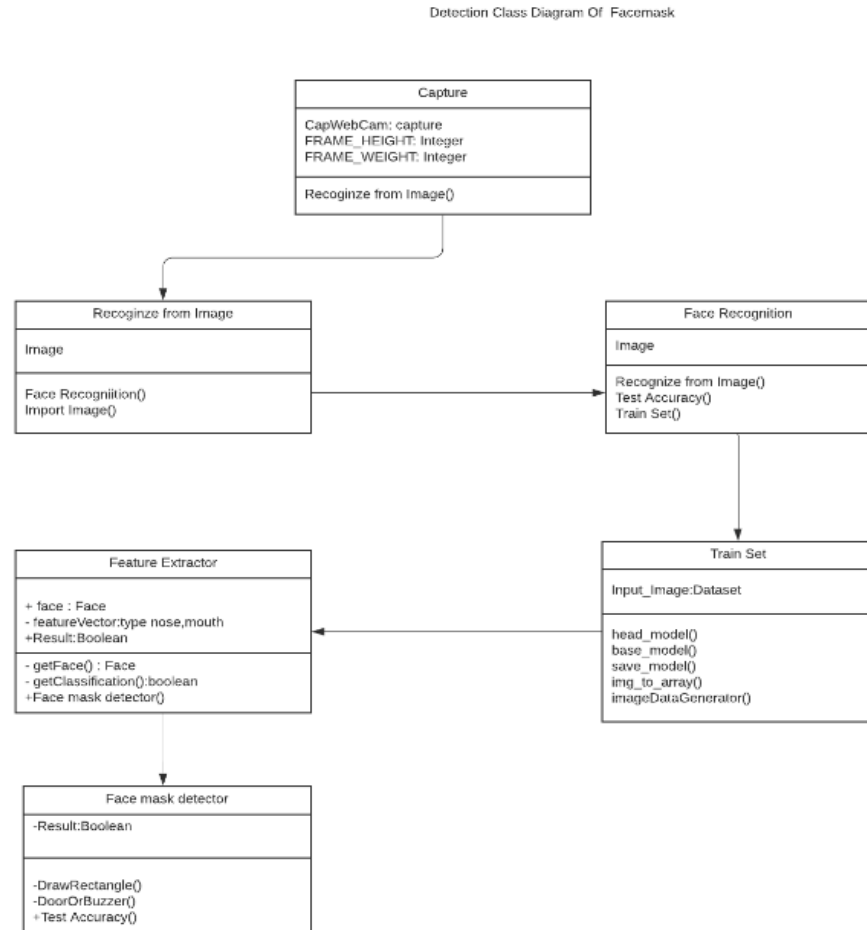 Detection Class Diagram Of Facemask
Capture
CapWebCam: capture
FRAME_HEIGHT: Integer
FRAME_WEIGHT: Integer
Recoginze from Image()
Recoginze from Image
Image
Face Recogniition()
Import Image()
Face Recognition
Image
Recognize from Image()
Test Accuracy()
Train Set()
Feature Extractor
+ face : Face
- featureVector:type nose,mouth
+Result:Boolean
- getFace() : Face
- getClassification():boolean
+Face mask detector()
Train Set
Input_Image:Dataset
head_model()
base_model()
save_model()
img_to_array()
imageDataGenerator()
Face mask detector
-Result:Boolean
-DrawRectangle()
-DoorOrBuzzer()
+Test Accuracy()